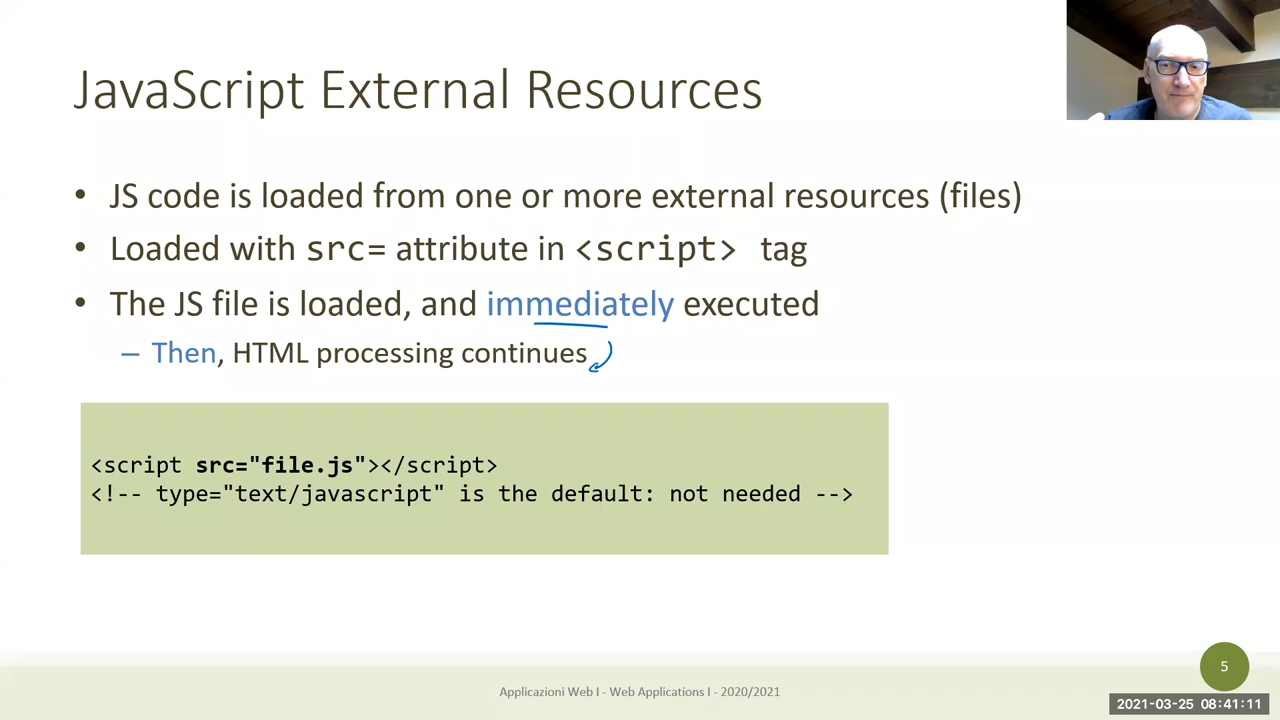 JavaScript External Resources
• JS code is loaded from one or more external resources (files)
• Loaded with src= attribute in <script> tag
• The JS file is loaded, and immediately executed
– Then, HTML processing continues
<script src="file.js"></script>
<!-- type="text/javascript" is the default: not needed -->
Applicazioni Web I - Web Applications I - 2020/2021
5
2021-03-25 08:41:11